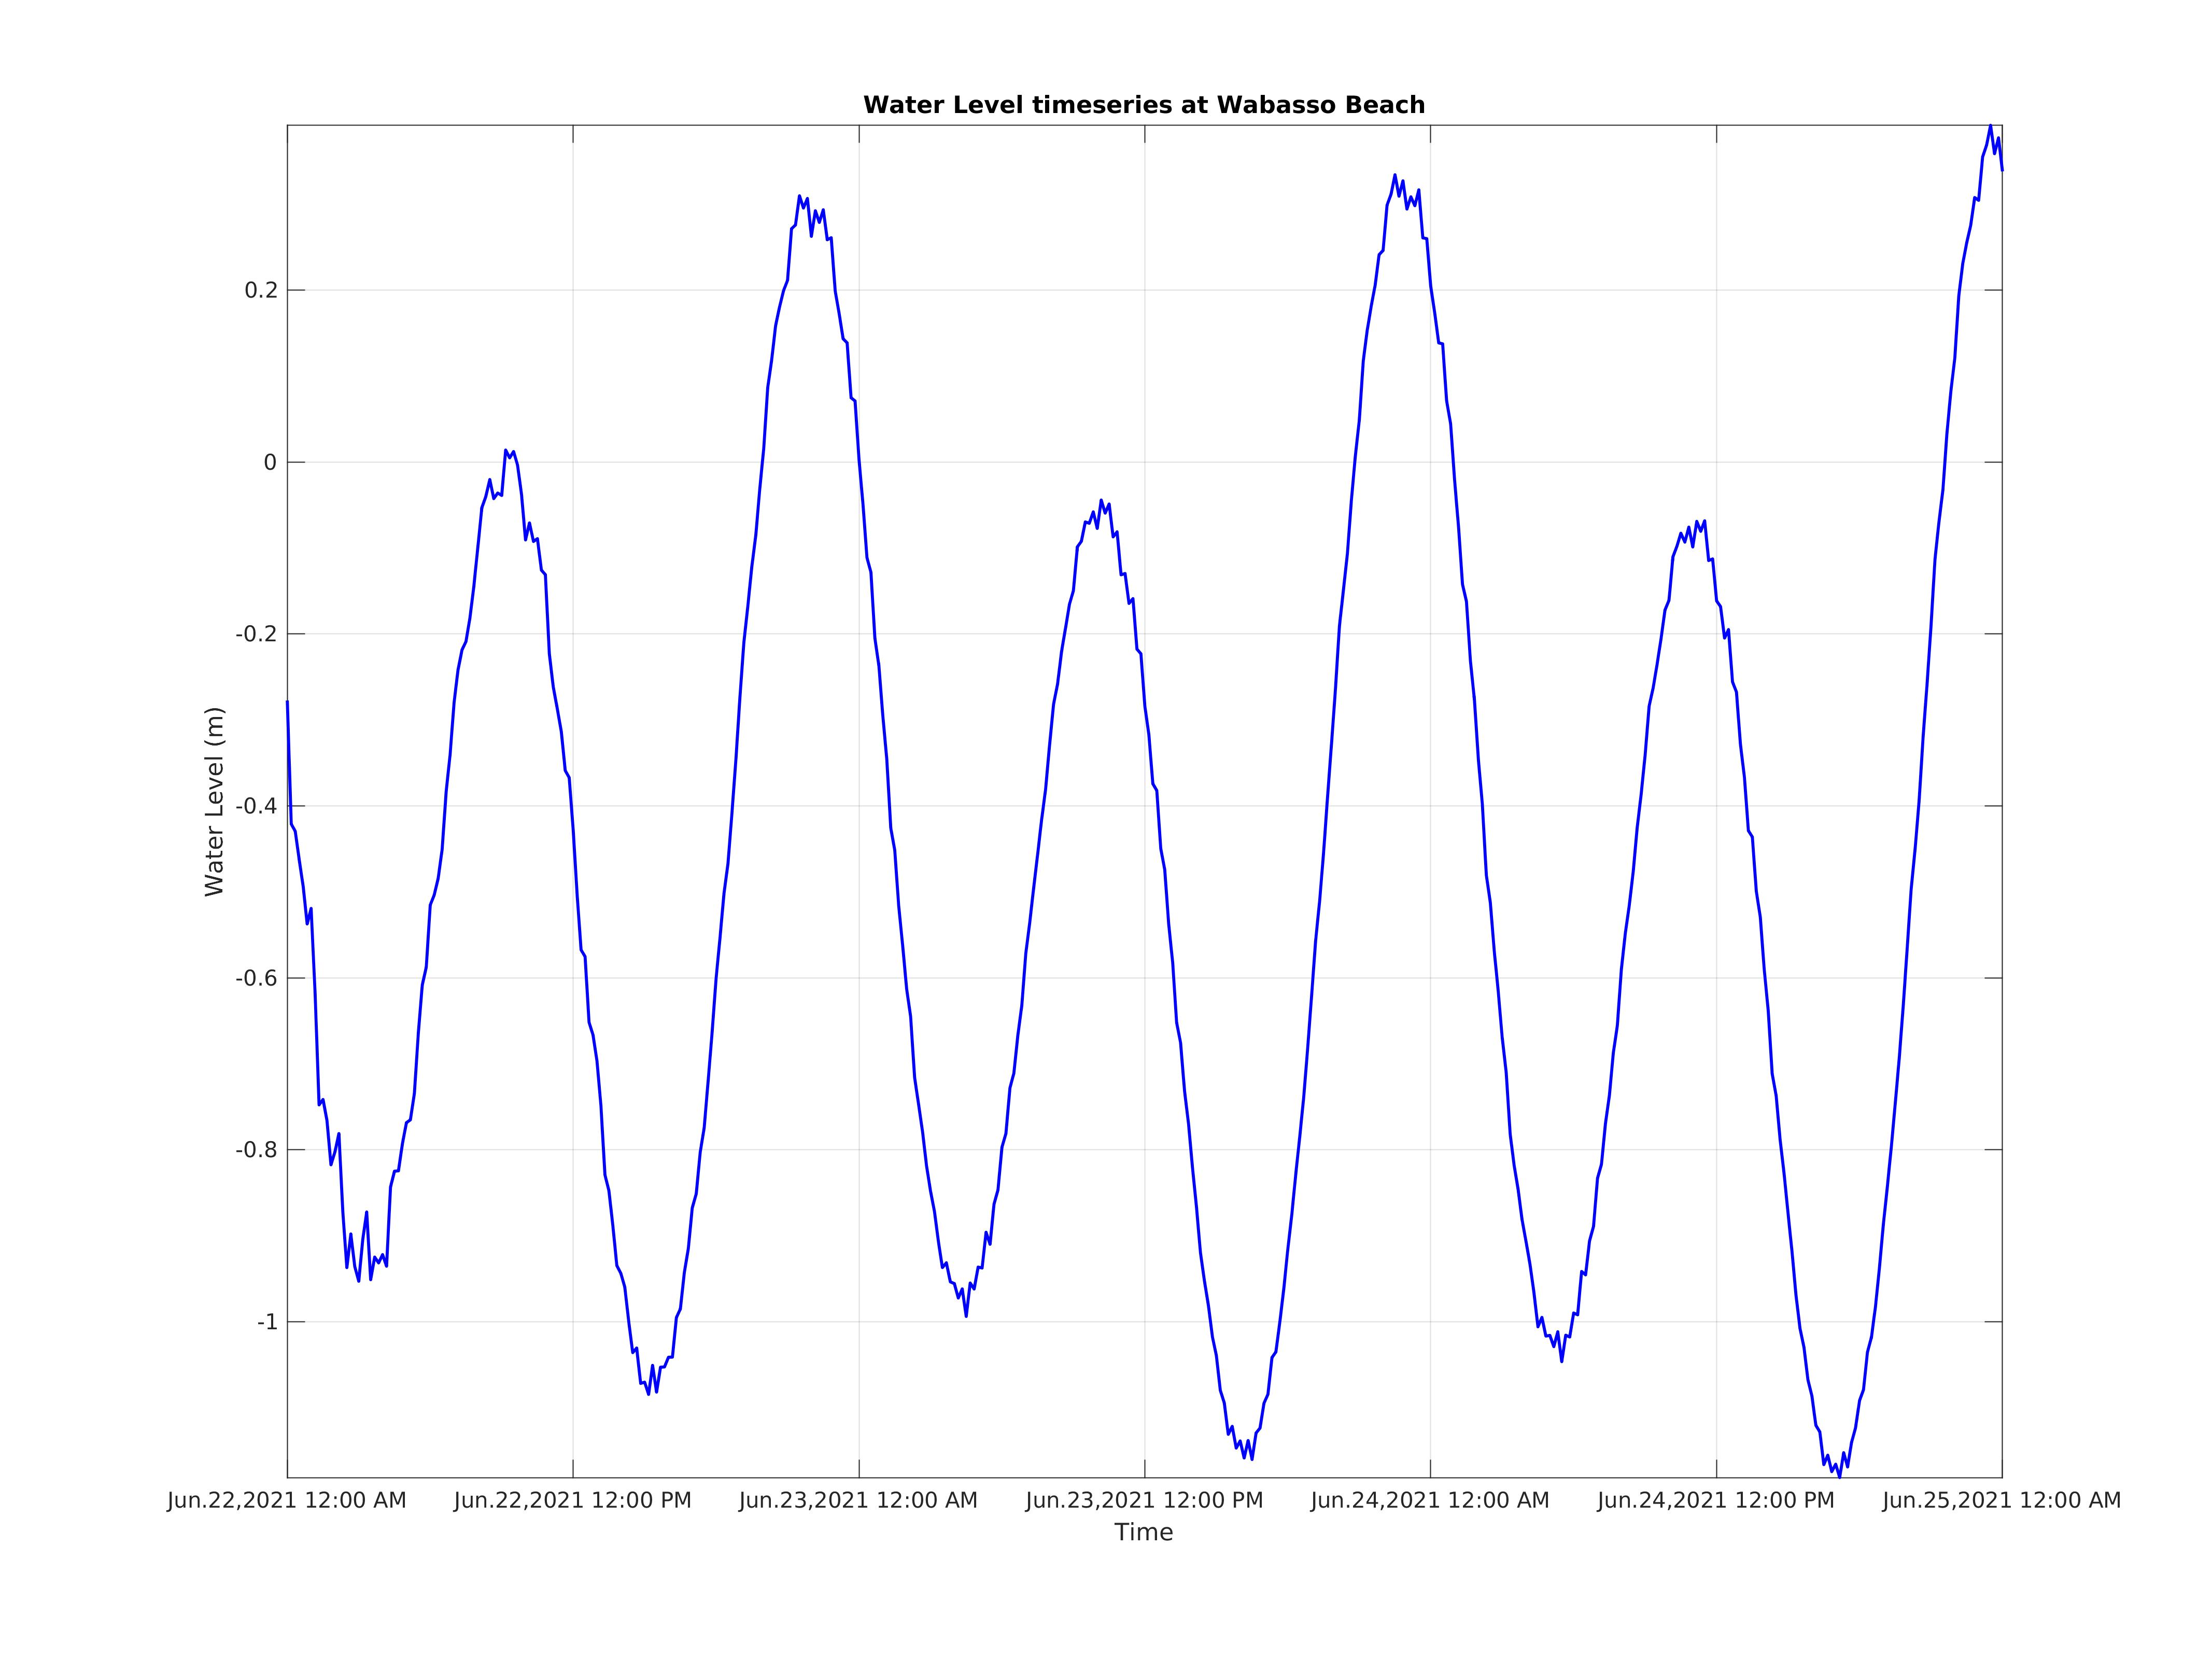 Water Level timeseries at Wabasso Beach
0.2
0
-0.2
-0.4
-0.6
-0.8
-1
Water Level (m)
Jun.22,2021 12:00 AM Jun.22,2021 12:00 PM Jun.23,2021 12:00 AM Jun.23,2021 12:00 PM Jun.24,2021 12:00 AM Jun.24,2021 12:00 PM Jun.25,2021 12:00 AM
Time